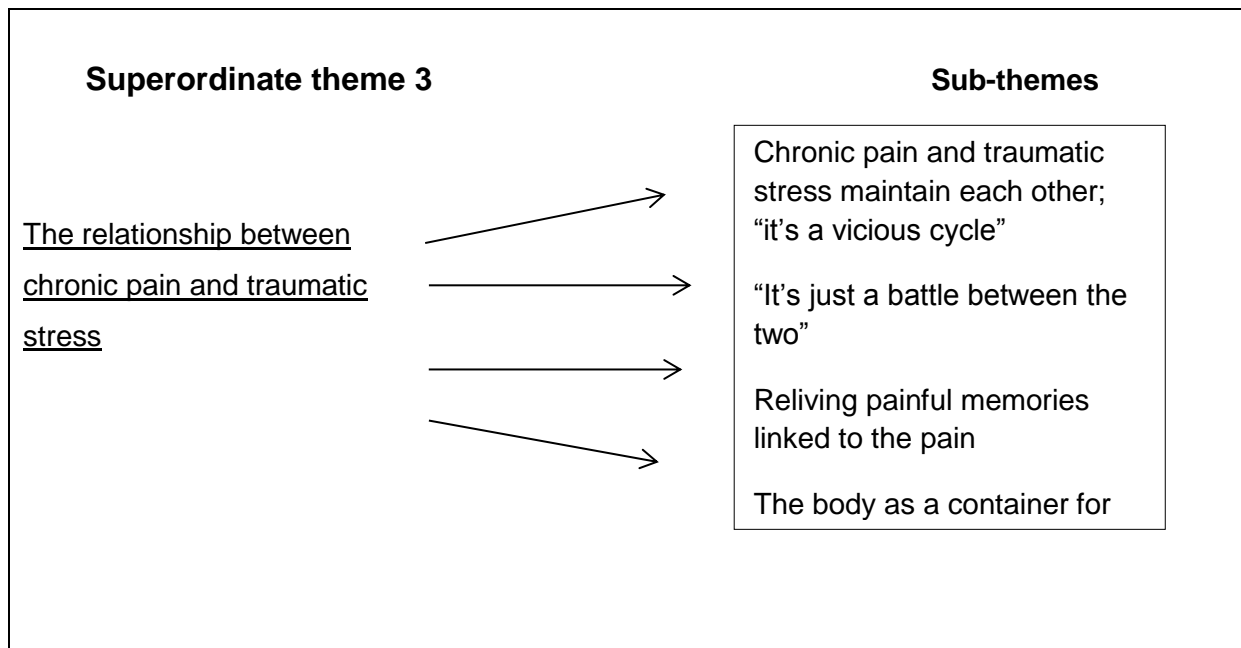 Superordinate theme 3
Sub-themes
The relationship between
chronic pain and traumatic
stress
Chronic pain and traumatic
stress maintain each other;
“it’s a vicious cycle”
“It’s just a battle between the
two”
Reliving painful memories
linked to the pain
The body as a container for